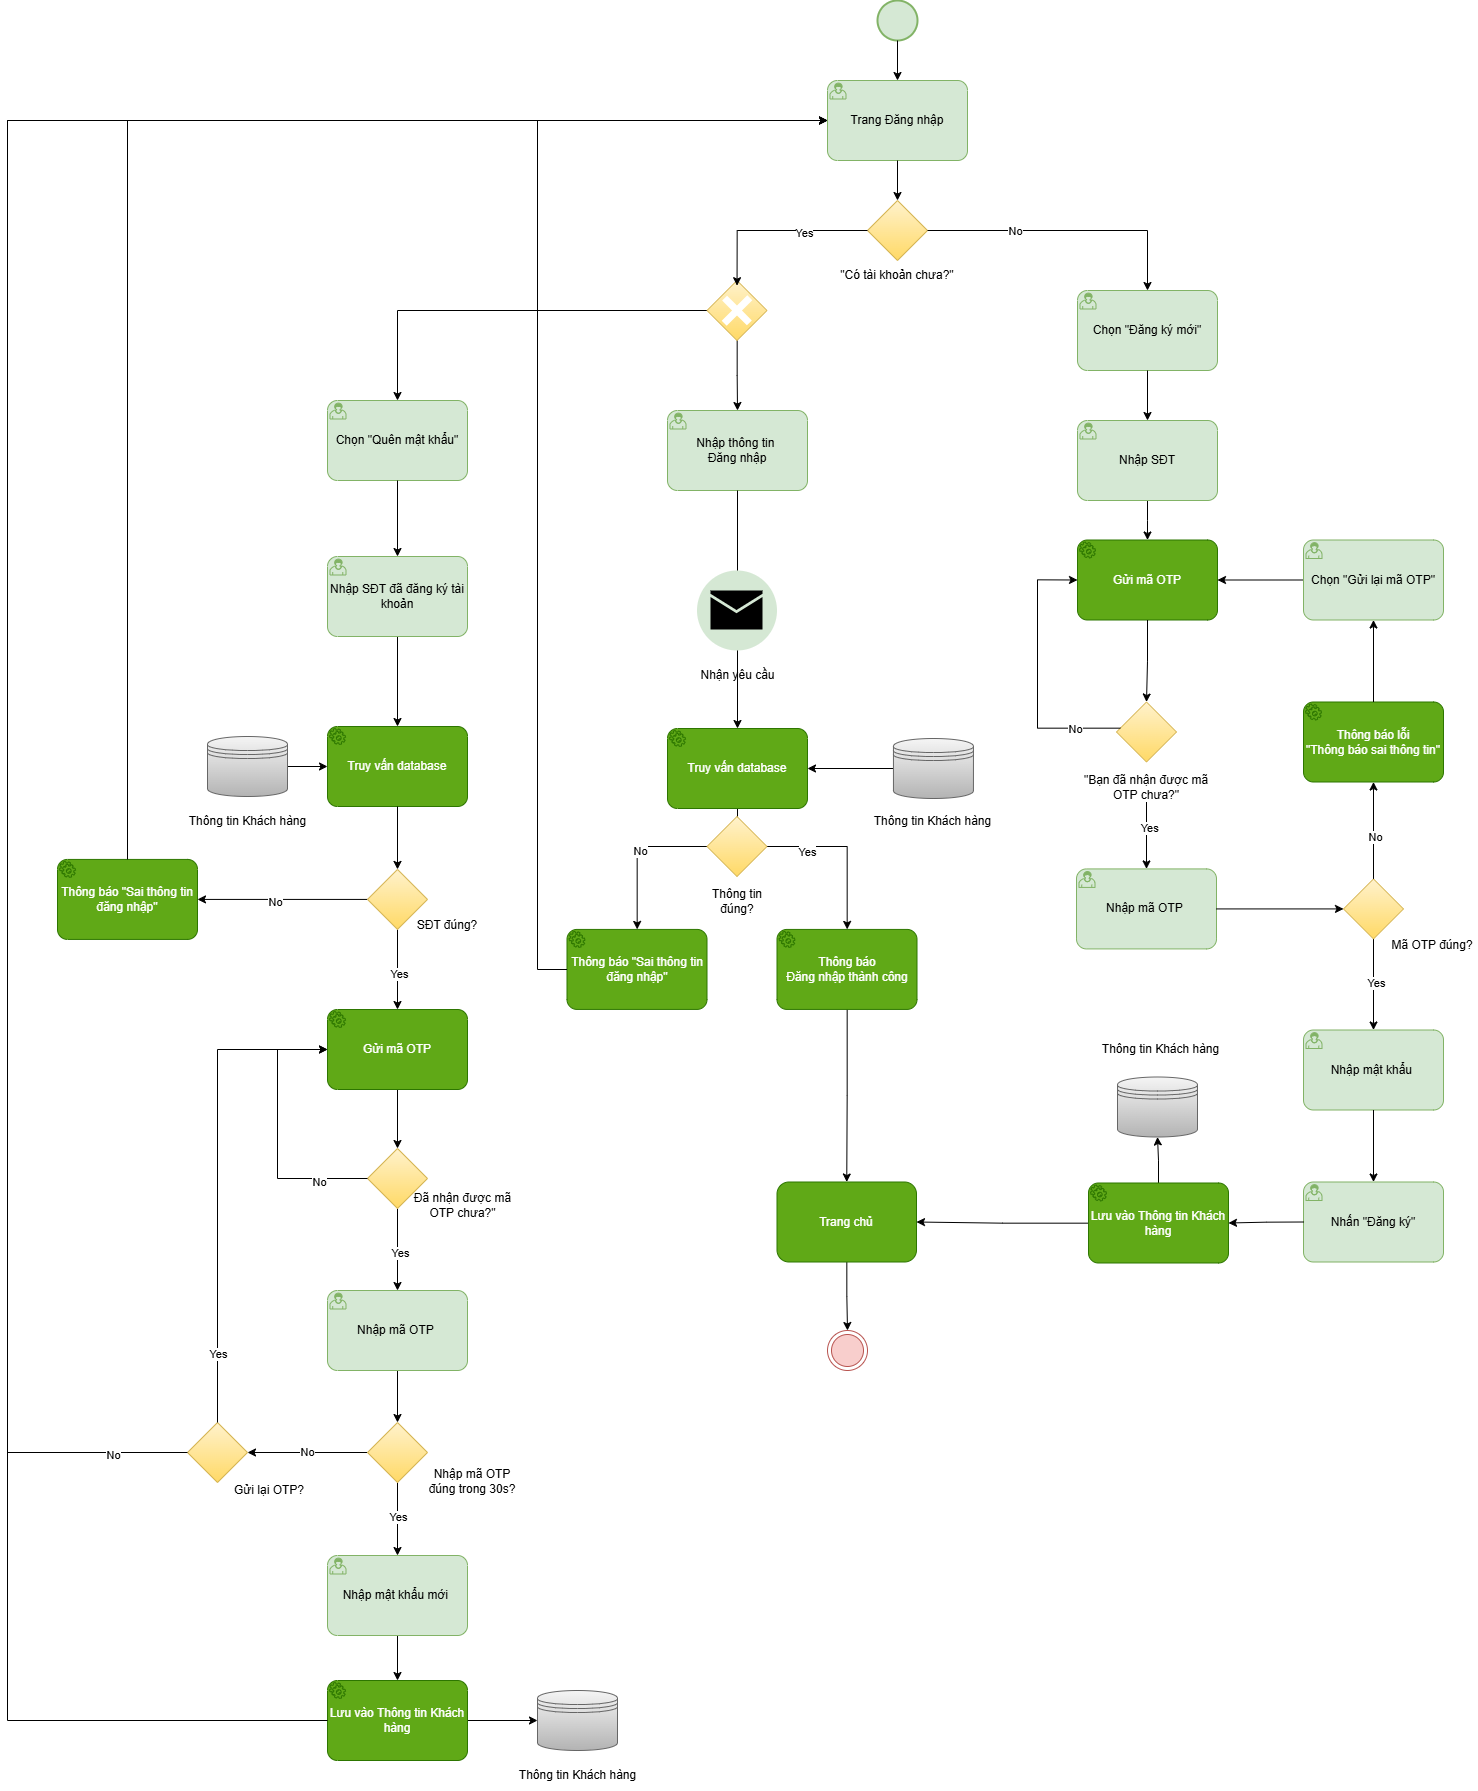 Trang Đăng nhập
Yes
No
"Có tài khoản chưa?"
Chọn "Đăng ký mới"
Chọn "Quên mật khẩu"
Nhập thông tin
Đăng nhập
Nhập SĐT
Nhập SĐT đã đăng ký tài
khoản
Gửi mã OTP
Chọn "Gửi lại mã OTP"
Nhận yêu cầu
No
Thông báo lỗi
"Thông báo sai thông tin"
Truy vấn database
Truy vấn database
"Bạn đã nhận được mã
OTP chưa?"
Thông tin Khách hàng
Thông tin Khách hàng
Yes
No
No
Yes
Thông báo "Sai thông tin
đăng nhập"
No
SĐT đúng?
Thông tin
đúng?
Nhập mã OTP
Mã OTP đúng?
Yes
Thông báo "Sai thông tin
đăng nhập"
Thông báo
Đăng nhập thành công
Yes
Gửi mã OTP
Thông tin Khách hàng
Nhập mật khẩu
No
Đã nhận được mã
OTP chưa?"
Yes
Trang chủ
Lưu vào Thông tin Khách
hàng
Nhấn "Đăng ký"
Nhập mã OTP
Yes
No
No
Gửi lại OTP?
Nhập mã OTP
đúng trong 30s?
Yes
Nhập mật khẩu mới
Lưu vào Thông tin Khách
hàng
Thông tin Khách hàng